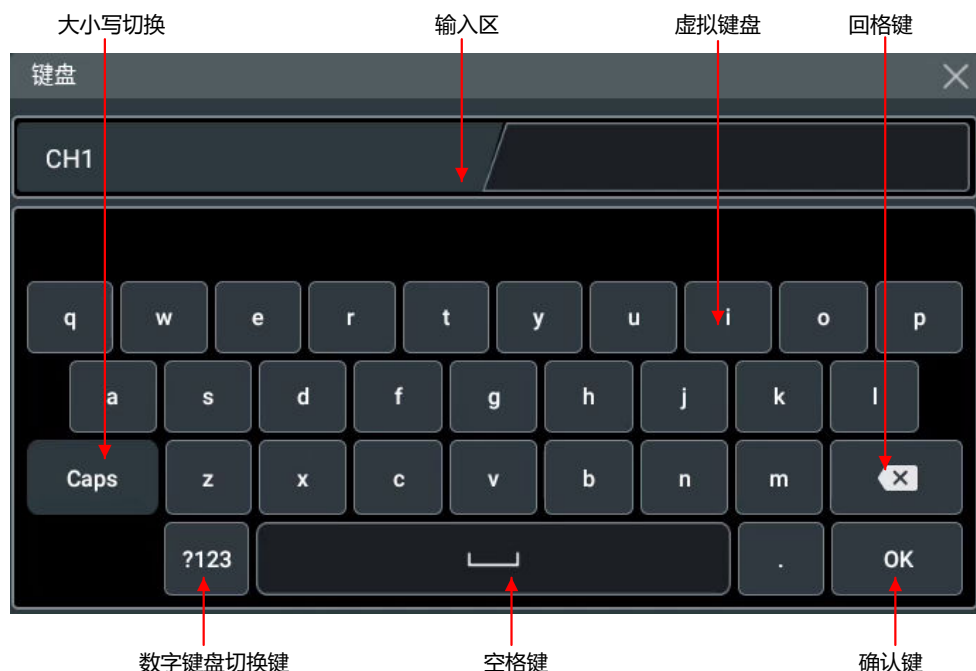 大小写切换 输入区 虚拟键盘 回格键
键盘
CH1
q w e r t y u i o p
a s d f g h j k l
Caps z x c v b n m
?123 . OK
数字键盘切换键 空格键 确认键